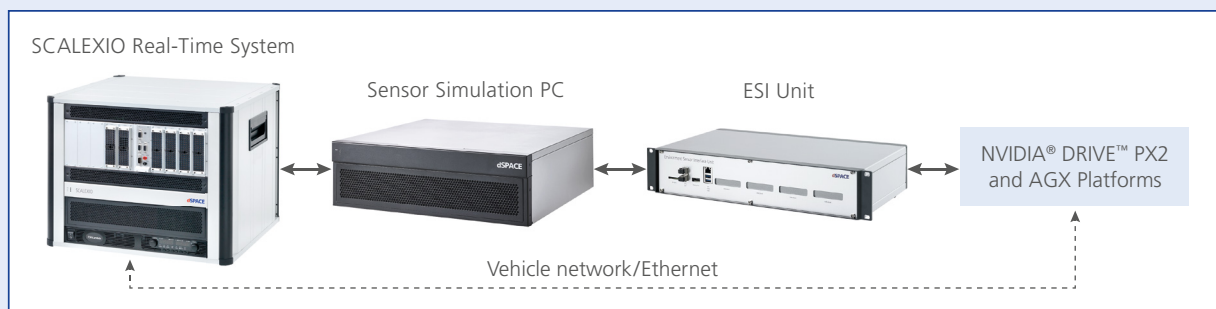 SCALEXIO Real-Time System
Sensor Simulation PC
ESI Unit
dSPACE
dSPACE
dSPACE
NVIDIA® DRIVE™ PX2
and AGX Platforms
SCALEXIO
Vehicle network/Ethernet